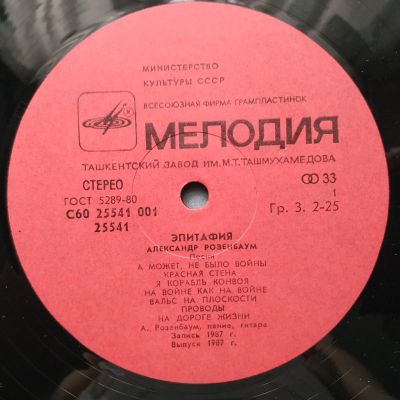 МИНИСТЕРСТВО
КУЛЬТУРЫ СССР
ВСЕСОЮЗНАЯ ФИРМА ГРАМПЛАСТИНОК
МЕЛОДИЯ
ТАШКЕНТСКИЙ ЗАВОД ИМ. М.Т. ТАШМУХАМЕДОВА
СТЕРЕО
33
ГОСТ 5289-80
1
С60 25541 001
Гр. 3. 2-25
25541
ЭПИТАФИЯ
АЛЕКСАНДР РОЗЕНБАУМ
Песни
А МОЖЕТ, НЕ БЫЛО ВОЙНЫ
КРАСНАЯ СТЕНА
Я КОРАБЛЬ КОНВОЯ
НА ВОЙНЕ КАК НА ВОЙНЕ
ВАЛЬС НА ПЛОСКОСТИ
ПРОВОДЫ
НА ДОРОГЕ ЖИЗНИ
А. Розенбаум, пение, гитара
Запись 1987 г.
Выпуск 1987 г.